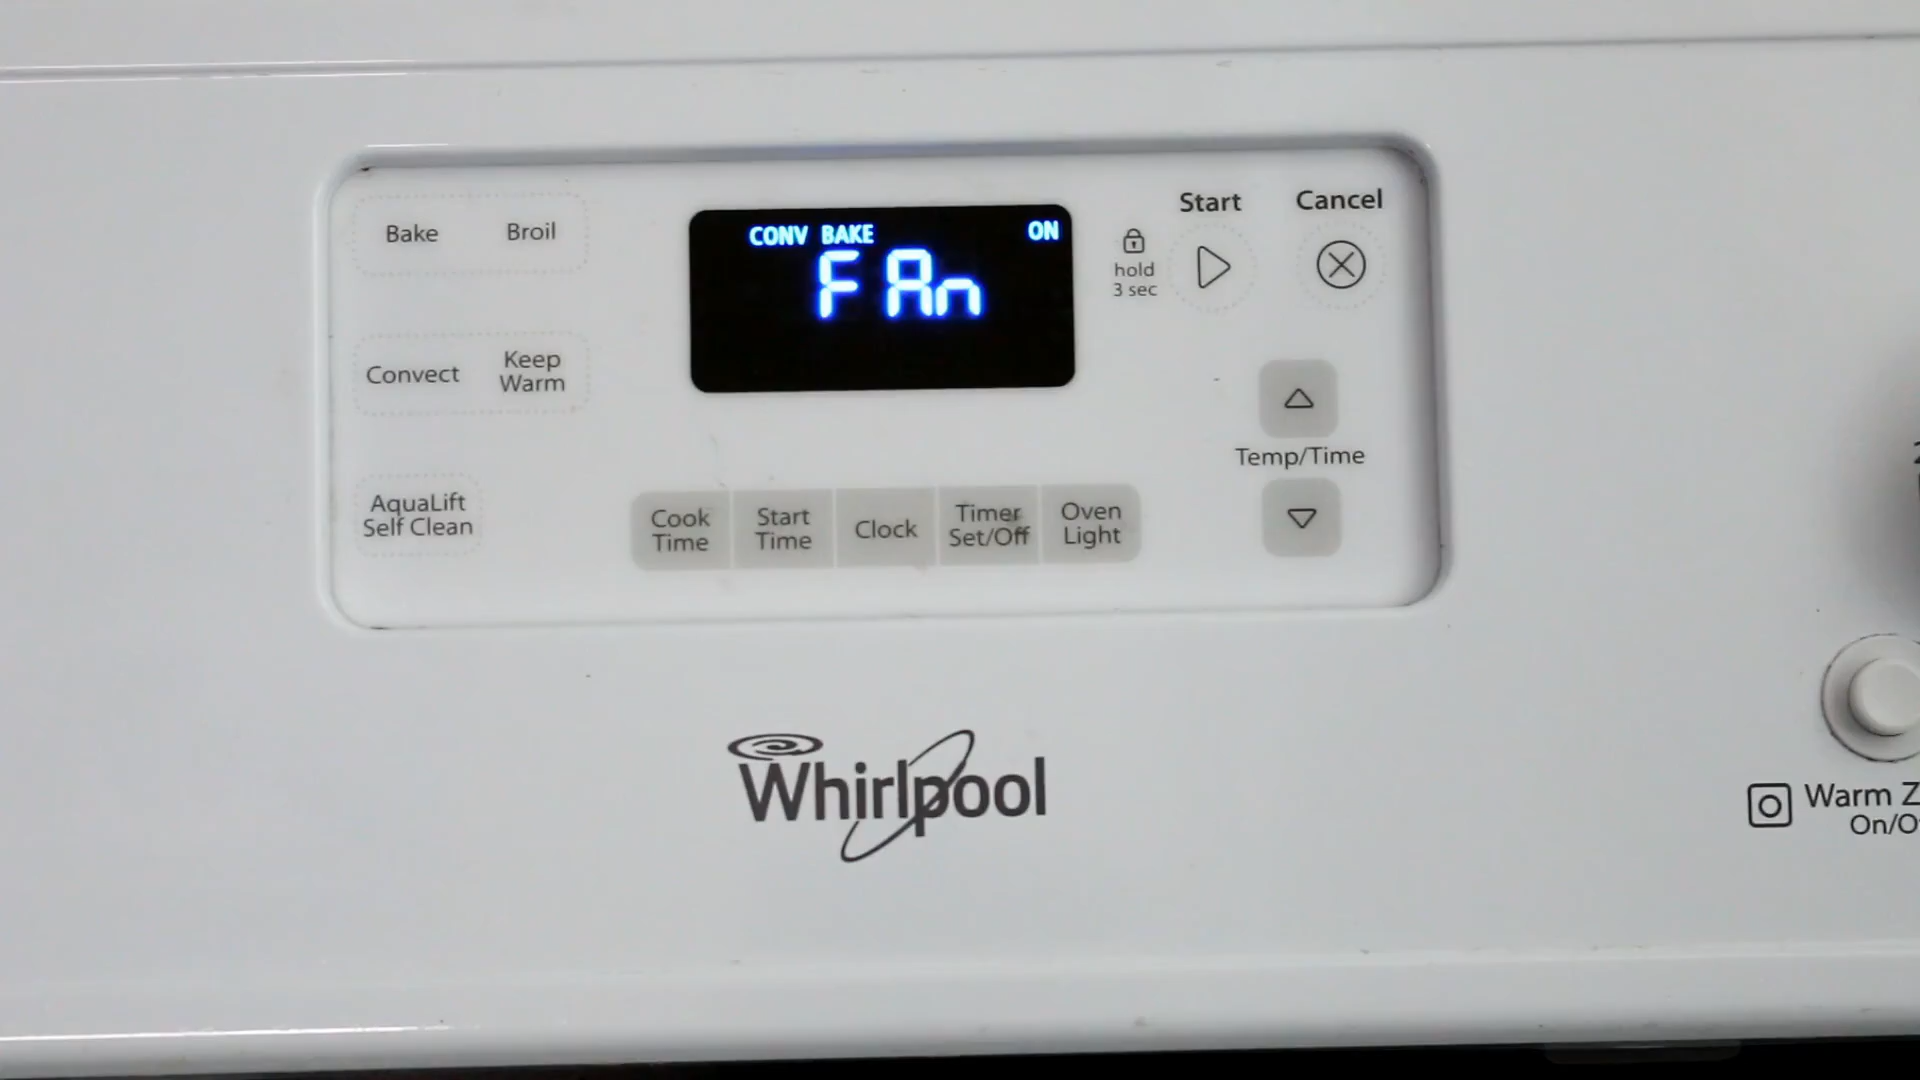 Bake Broil
CONV BAKE ON
F An
Start Cancel
hold
3 sec
Convect Keep
Warm
Temp/Time
AquaLift
Self Clean
Cook
Time
Start
Time
Clock
Timer
Set/Off
Oven
Light
Whirlpool
Warm Z
On/O